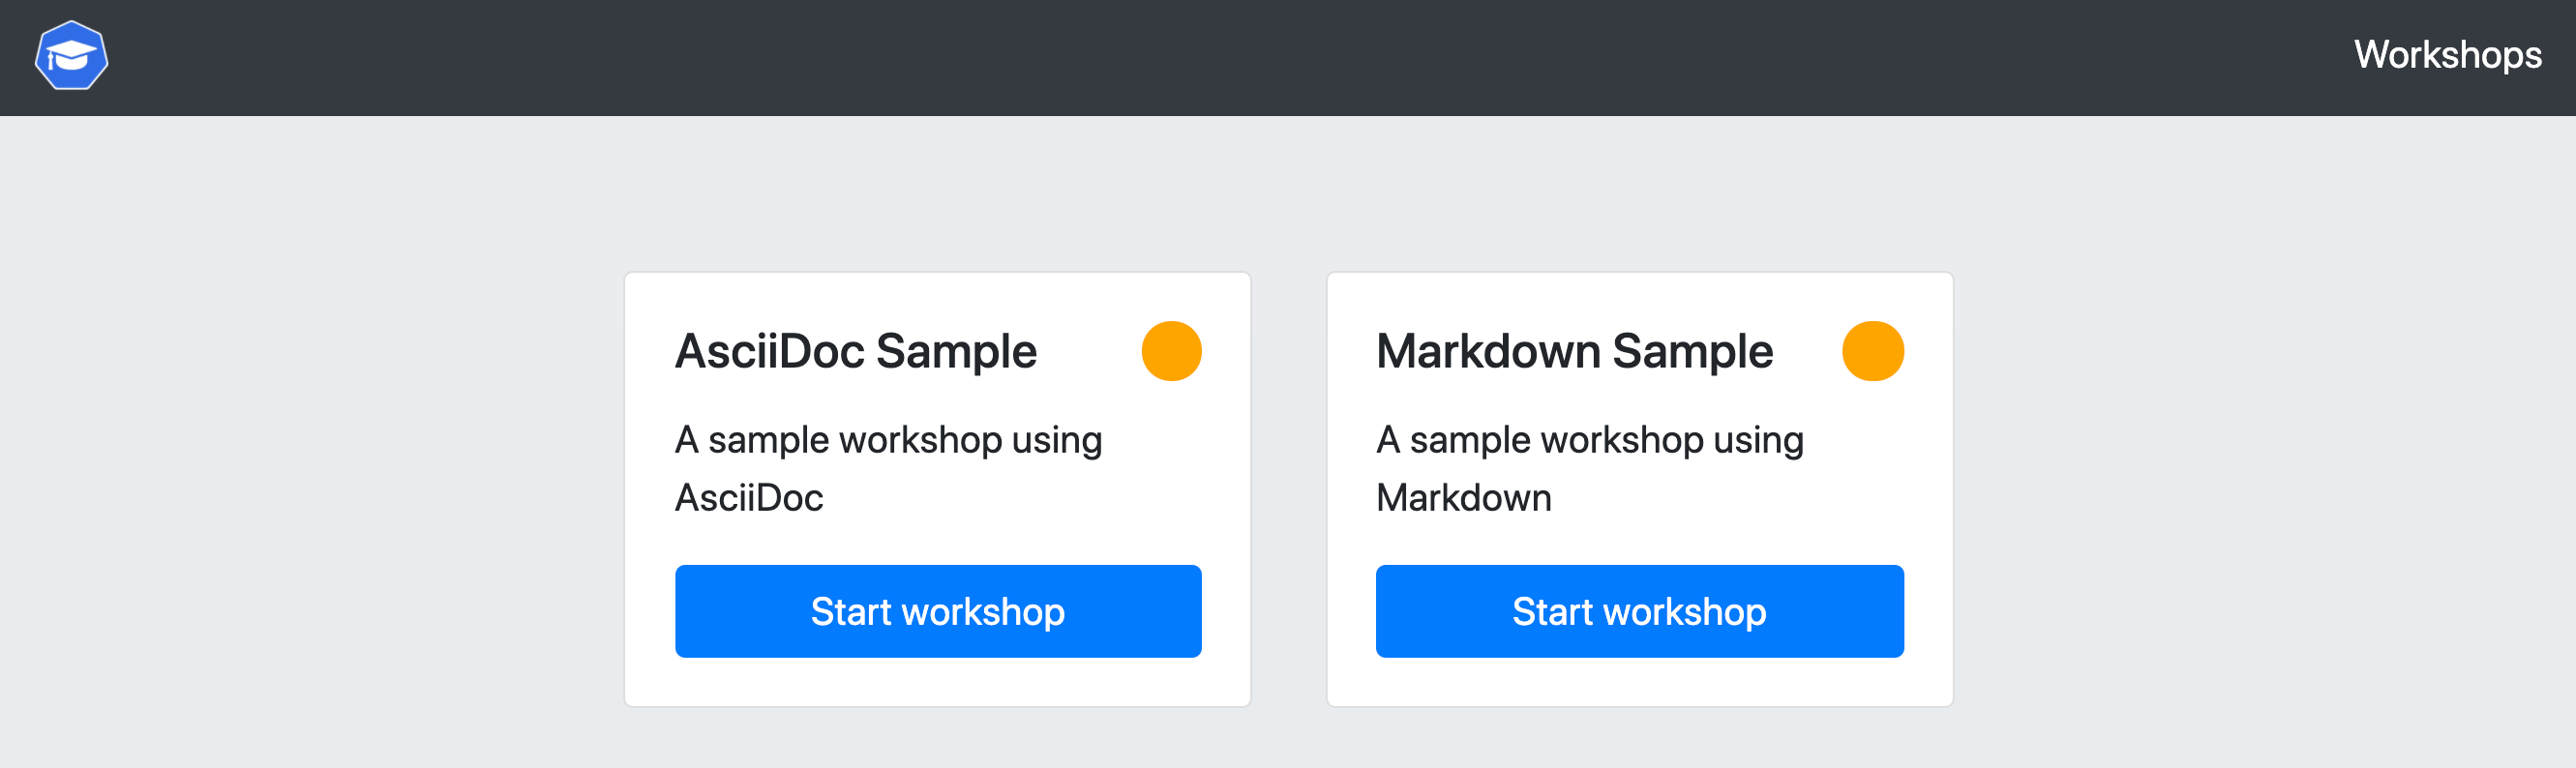 Workshops
AsciiDoc Sample
A sample workshop using
AsciiDoc
Start workshop
Markdown Sample
A sample workshop using
Markdown
Start workshop